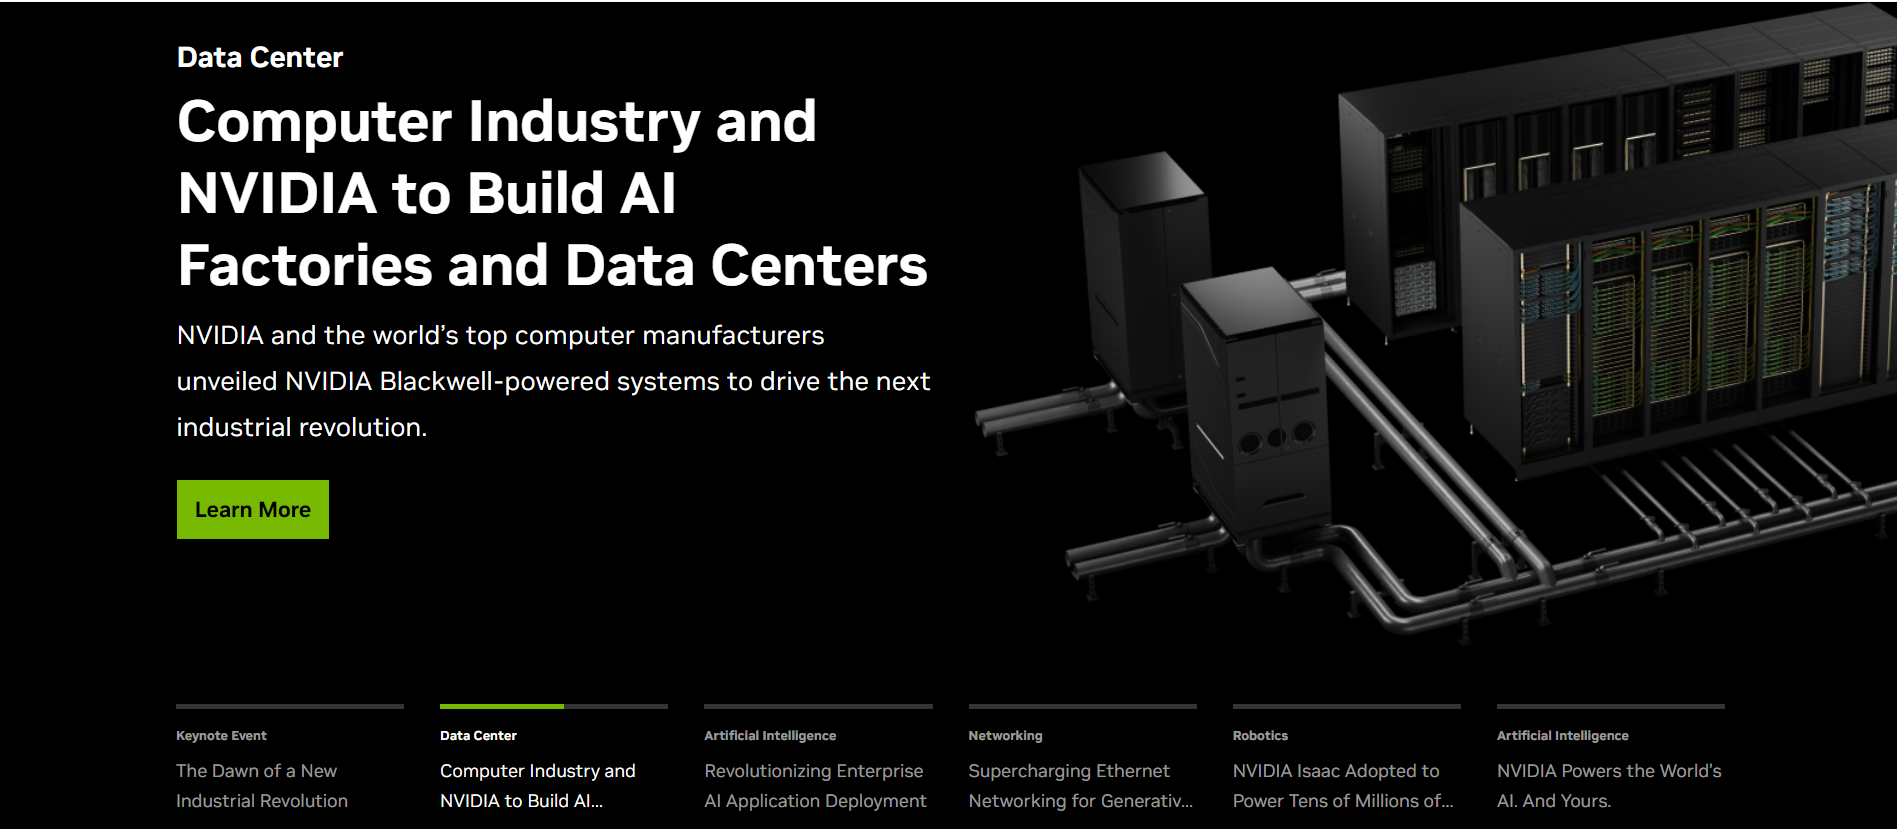 Data Center
Computer Industry and
NVIDIA to Build AI
Factories and Data Centers
NVIDIA and the world’s top computer manufacturers
unveiled NVIDIA Blackwell-powered systems to drive the next
industrial revolution.
Learn More
Keynote Event
The Dawn of a New
Industrial Revolution
Data Center
Computer Industry and
NVIDIA to Build AI...
Artificial Intelligence
Revolutionizing Enterprise
AI Application Deployment
Networking
Supercharging Ethernet
Networking for Generativ...
Robotics
NVIDIA Isaac Adopted to
Power Tens of Millions of...
Artificial Intelligence
NVIDIA Powers the World’s
AI. And Yours.